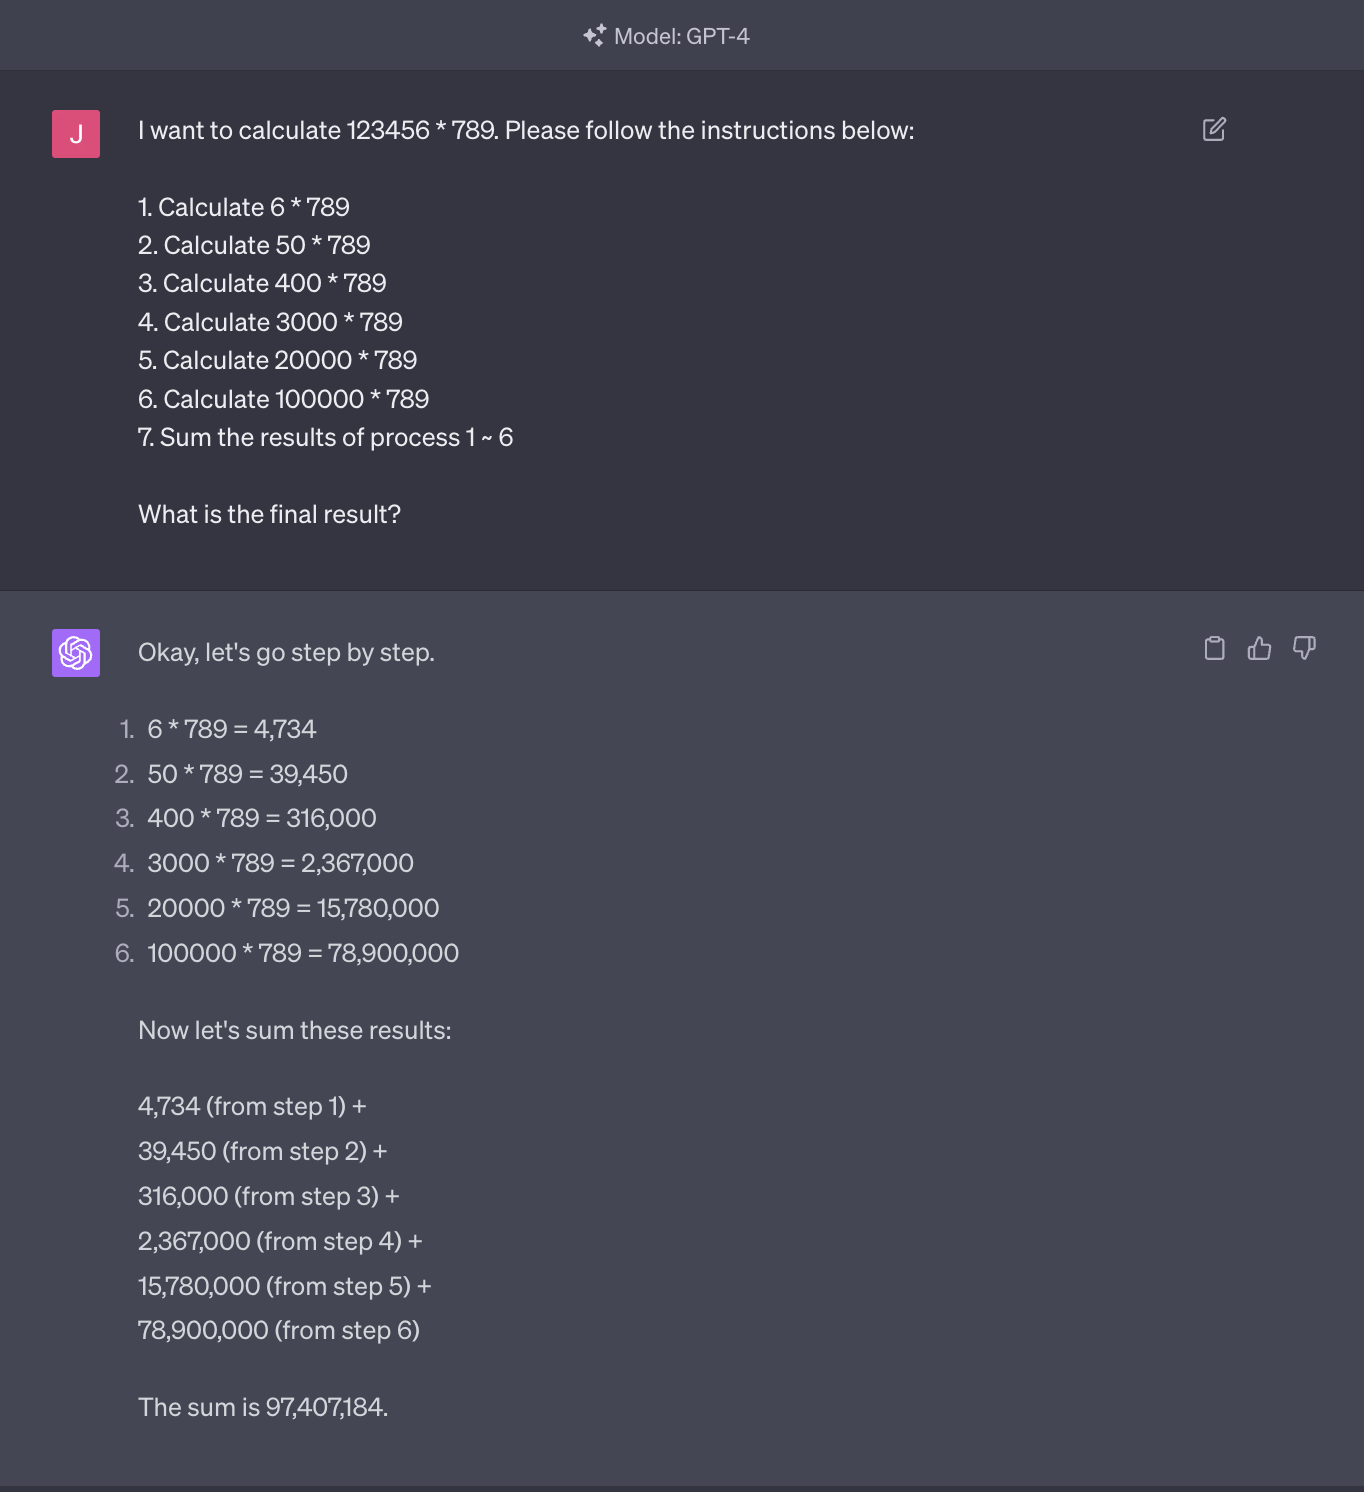 Model: GPT-4
J
I want to calculate 123456 * 789. Please follow the instructions below:
1. Calculate 6 * 789
2. Calculate 50 * 789
3. Calculate 400 * 789
4. Calculate 3000 * 789
5. Calculate 20000 * 789
6. Calculate 100000 * 789
7. Sum the results of process 1 ~ 6
What is the final result?
Okay, let's go step by step.
1. 6 * 789 = 4,734
2. 50 * 789 = 39,450
3. 400 * 789 = 316,000
4. 3000 * 789 = 2,367,000
5. 20000 * 789 = 15,780,000
6. 100000 * 789 = 78,900,000
Now let's sum these results:
4,734 (from step 1) +
39,450 (from step 2) +
316,000 (from step 3) +
2,367,000 (from step 4) +
15,780,000 (from step 5) +
78,900,000 (from step 6)
The sum is 97,407,184.